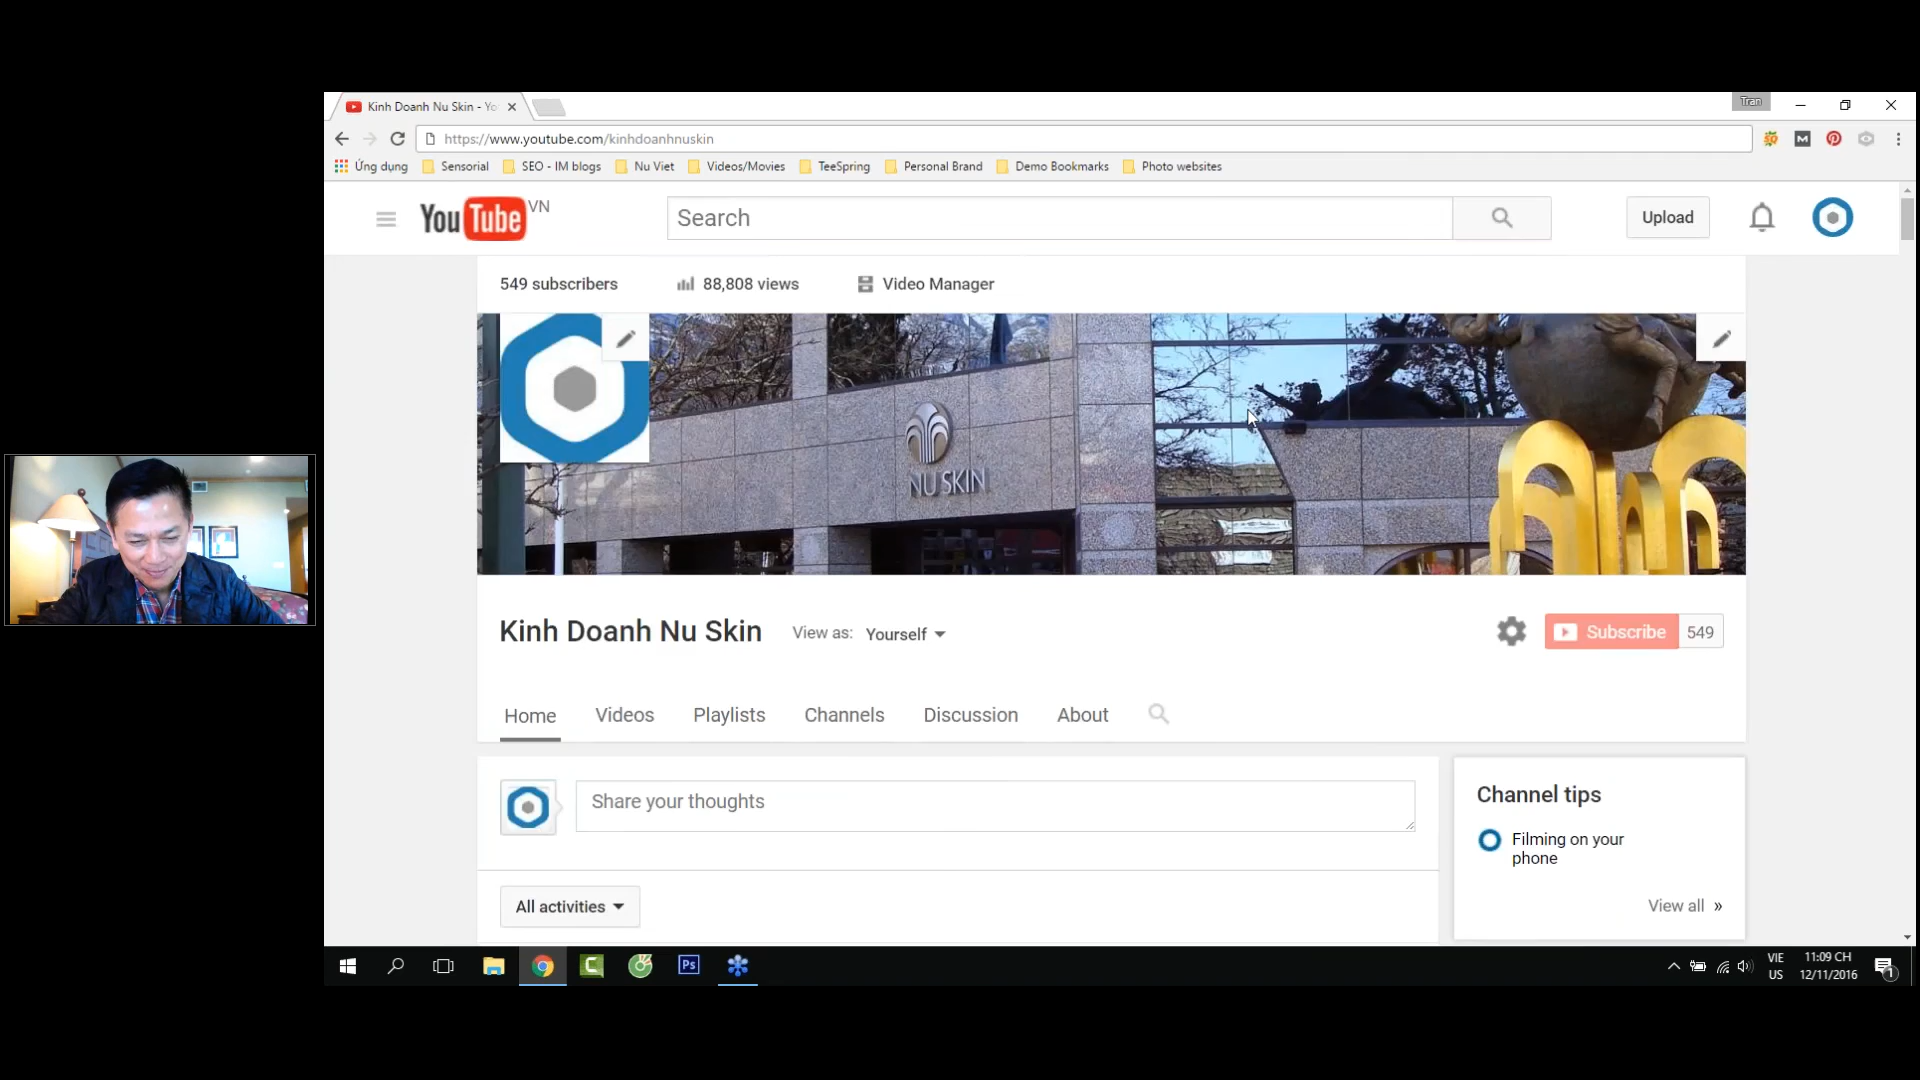 Kinh Doanh Nu Skin - Yo
Tran
https://www.youtube.com/kinhdoanhnuskin
Ứng dụng Sensorial SEO - IM blogs Nu Viet Videos/Movies TeeSpring Personal Brand Demo Bookmarks Photo websites
YouTube VN Search Upload
549 subscribers 88,808 views Video Manager
NU SKIN
Kinh Doanh Nu Skin View as: Yourself Subscribe 549
Home Videos Playlists Channels Discussion About
Share your thoughts
Channel tips
Filming on your
phone
View all »
All activities
Ps
VIE
US
11:09 CH
12/11/2016
1